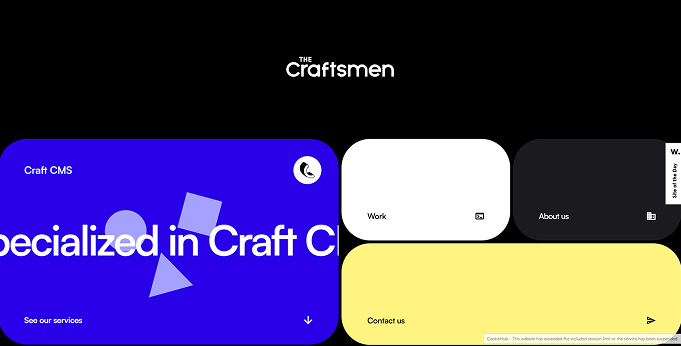 THE
Craftsmen
Craft CMS
pecialized in Craft C
See our services
Work
About us
Contact us
W.
Site of the Day
CookieHub - This website has exceeded the included session limit or the service has been suspended